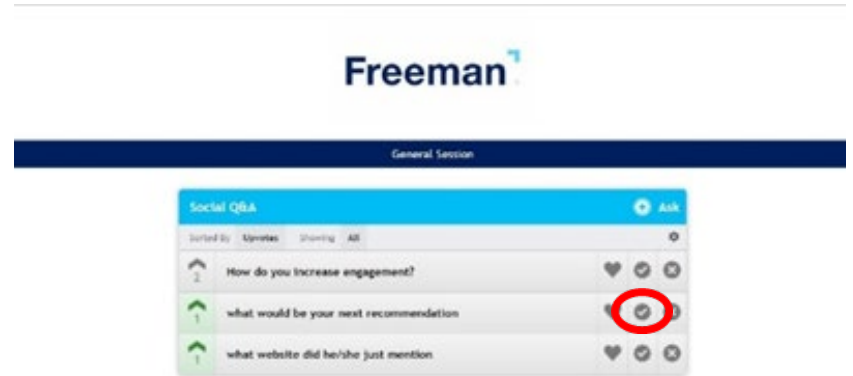 Freeman
General Session
Social Q&A Ask
Sorted By Upvotes Showing All
2 How do you increase engagement?
1 what would be your next recommendation
1 what website did he/she just mention